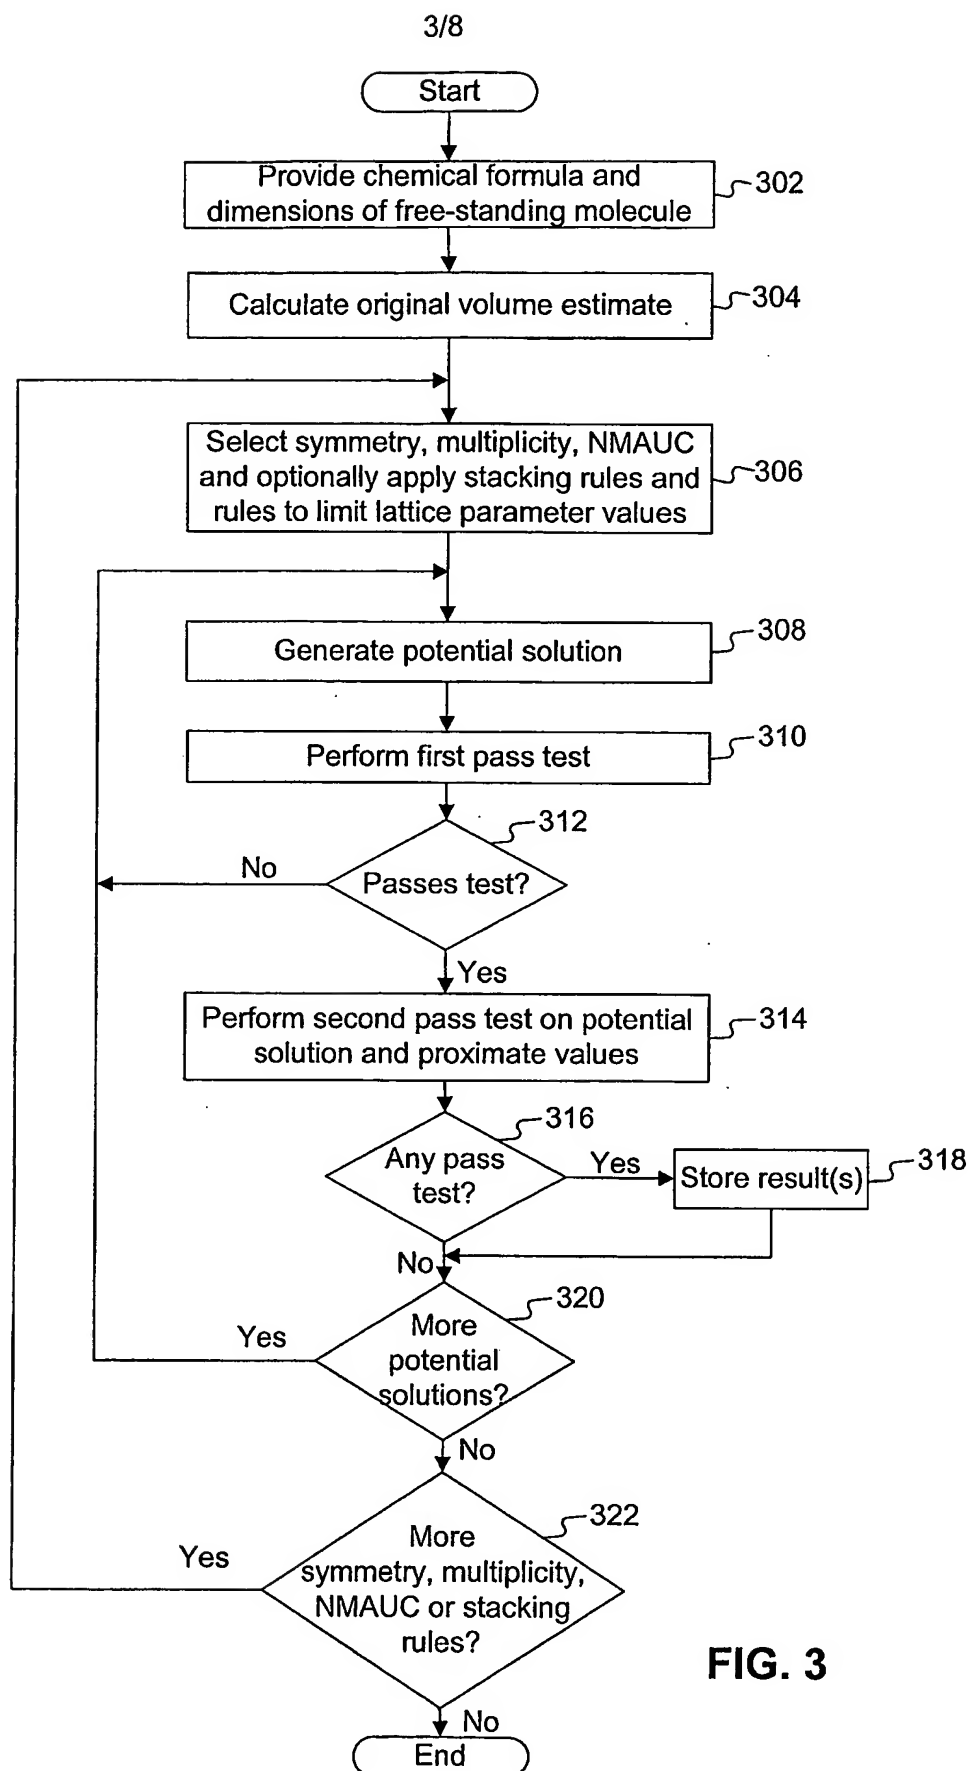 3/8
Start
Provide chemical formula and
dimensions of free-standing molecule
302
Calculate original volume estimate
304
Select symmetry, multiplicity, NMAUC
and optionally apply stacking rules and
rules to limit lattice parameter values
306
Generate potential solution
308
Perform first pass test
310
312
Passes test?
No
Yes
Perform second pass test on potential
solution and proximate values
314
316
Any pass
test?
Yes
Store result(s)
318
No
320
More
potential
solutions?
Yes
No
322
More
symmetry, multiplicity,
NMAUC or stacking
rules?
Yes
No
End
FIG. 3